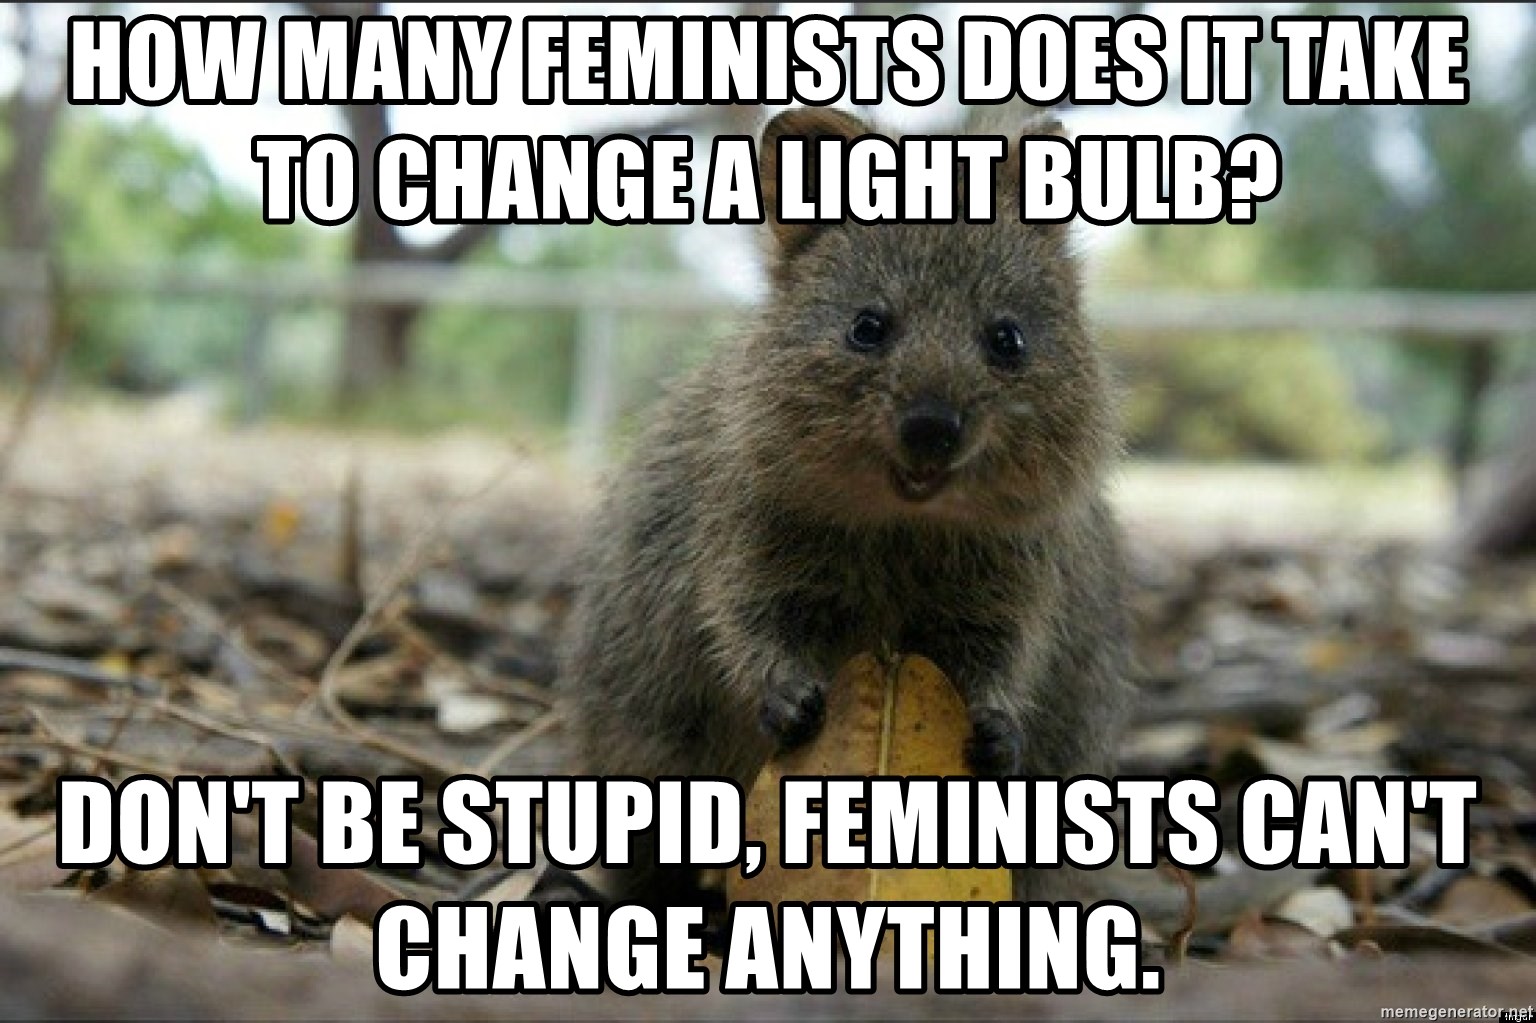 HOW MANY FEMINISTS DOES IT TAKE
TO CHANGE A LIGHT BULB?
DON'T BE STUPID, FEMINISTS CAN'T
CHANGE ANYTHING.
memegenerator.net
imgur